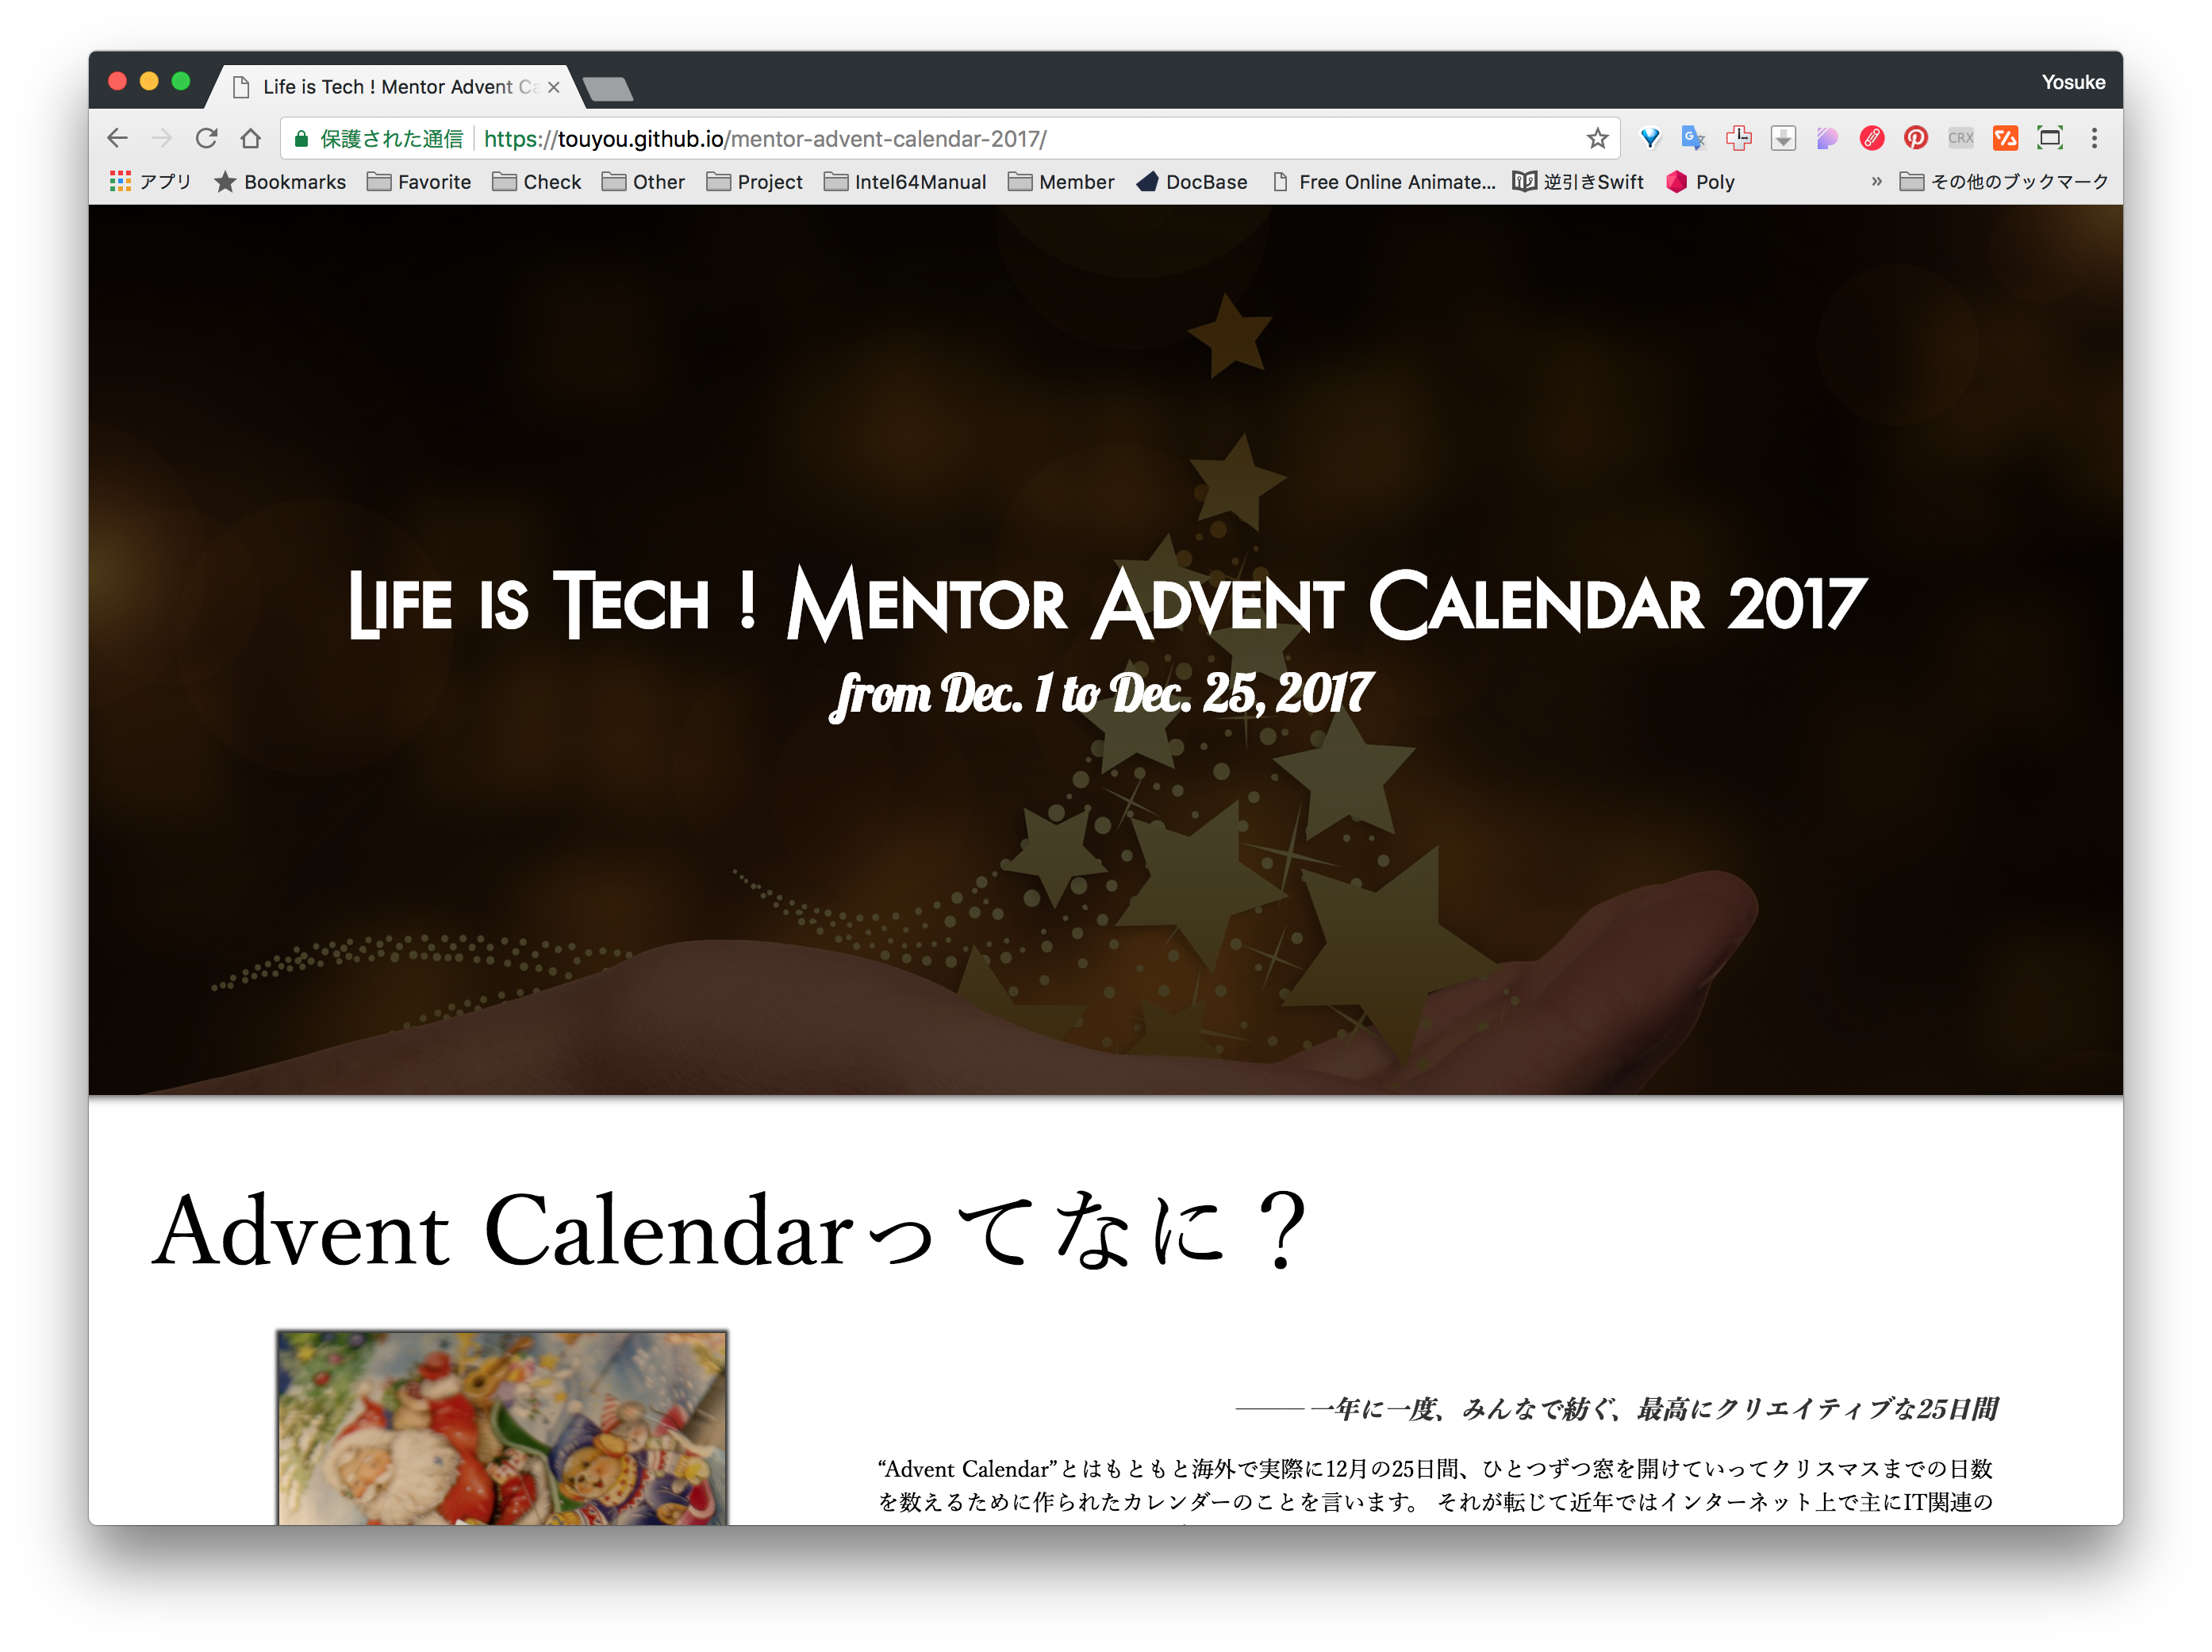 Life is Tech ! Mentor Advent Ca
Yosuke
保護された通信 https://touyou.github.io/mentor-advent-calendar-2017/
CRX
アプリ Bookmarks Favorite Check Other Project Intel64Manual Member DocBase Free Online Animate... 逆引きSwift Poly » その他のブックマーク
Life is Tech ! Mentor Advent Calendar 2017
from Dec. 1 to Dec. 25, 2017
Advent Calendarってなに？
——— 一年に一度、みんなで紡ぐ、最高にクリエイティブな25日間
“Advent Calendar”とはもともと海外で実際に12月の25日間、ひとつずつ窓を開けていってクリスマスまでの日数
を数えるために作られたカレンダーのことを言います。 それが転じて近年ではインターネット上で主にIT関連の